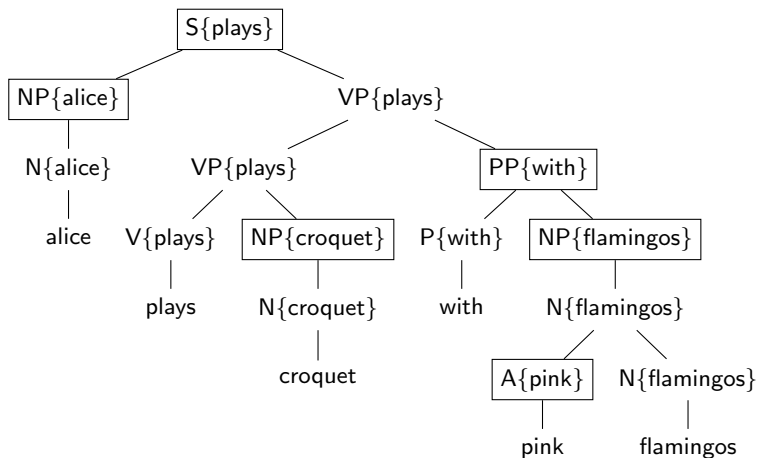 S{plays}
NP{alice} VP{plays}
N{alice} VP{plays} PP{with}
alice V{plays} NP{croquet} P{with} NP{flamingos}
plays N{croquet} with N{flamingos}
croquet A{pink} N{flamingos}
pink flamingos